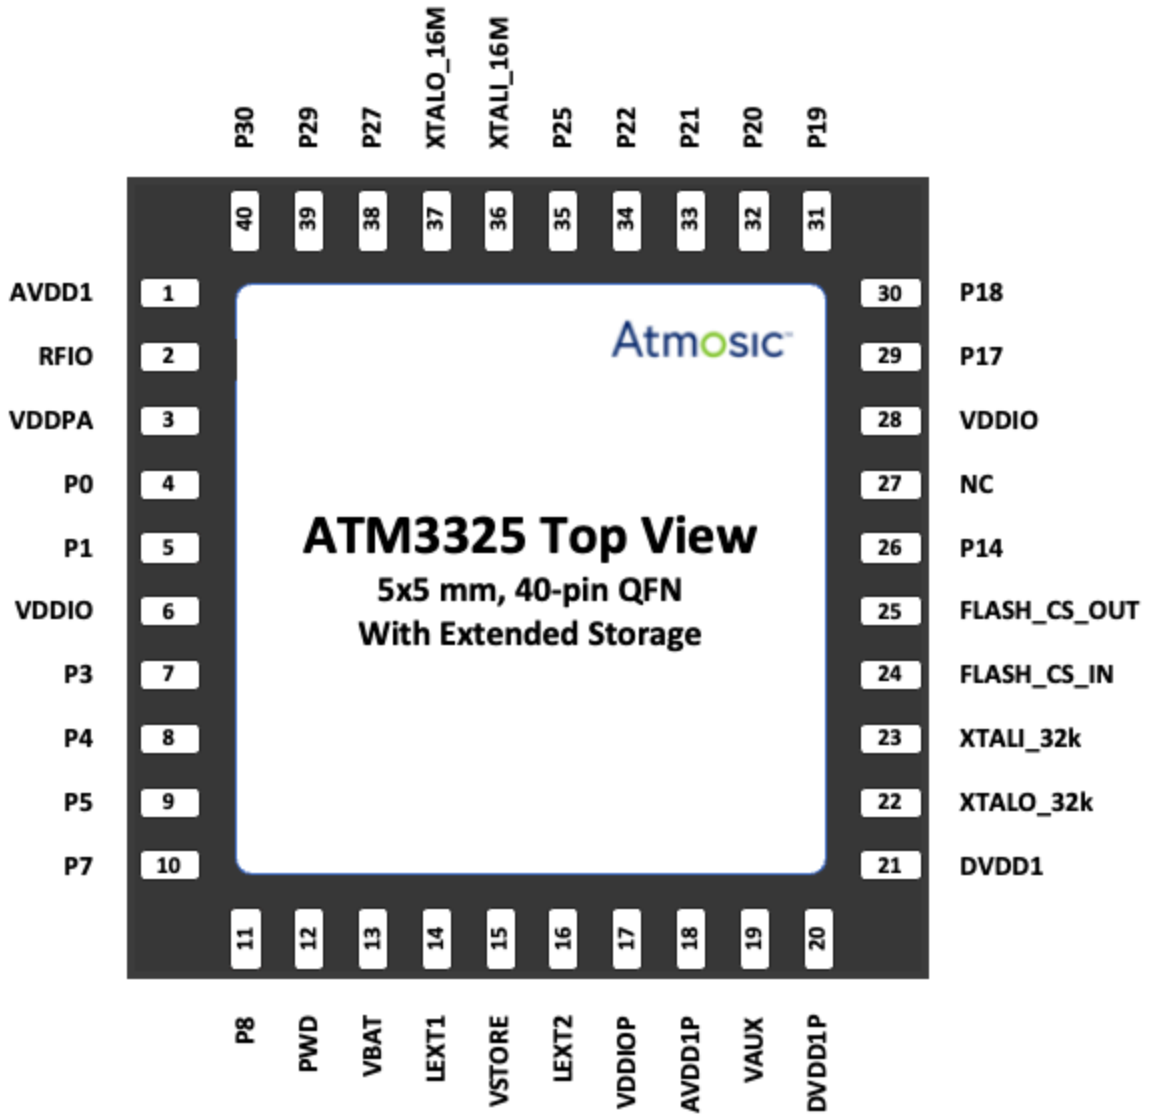 P30 P29 P27 XTALO_16M XTALI_16M P25 P22 P21 P20 P19
40 39 38 37 36 35 34 33 32 31
AVDD1 1 30 P18
Atmosic™
RFIO 2 29 P17
VDDPA 3 28 VDDIO
P0 4 27 NC
ATM3325 Top View
P1 5 26 P14
5x5 mm, 40-pin QFN
VDDIO 6 25 FLASH_CS_OUT
With Extended Storage
P3 7 24 FLASH_CS_IN
P4 8 23 XTALI_32k
P5 9 22 XTALO_32k
P7 10 21 DVDD1
11 12 13 14 15 16 17 18 19 20
P8 PWD VBAT LEXT1 VSTORE LEXT2 VDDIOP AVDD1P VAUX DVDD1P